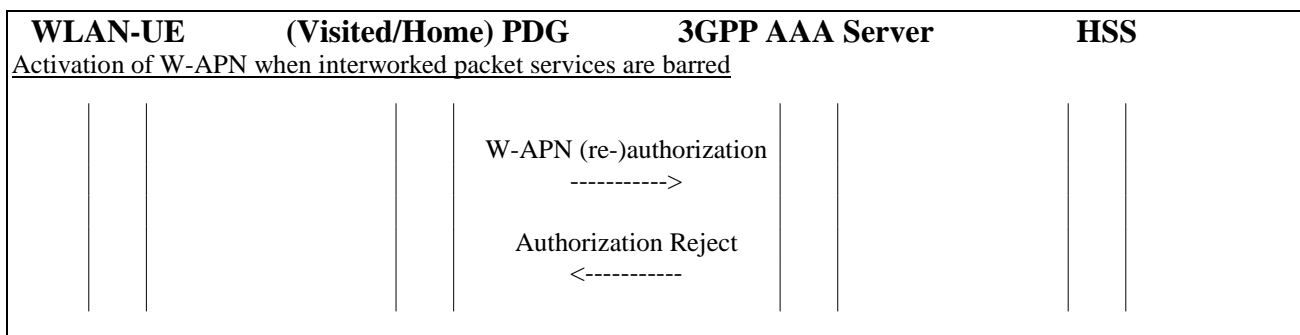 WLAN-UE (Visited/Home) PDG 3GPP AAA Server HSS
Activation of W-APN when interworked packet services are barred
W-APN (re-)authorization
----------->
Authorization Reject
<-----------